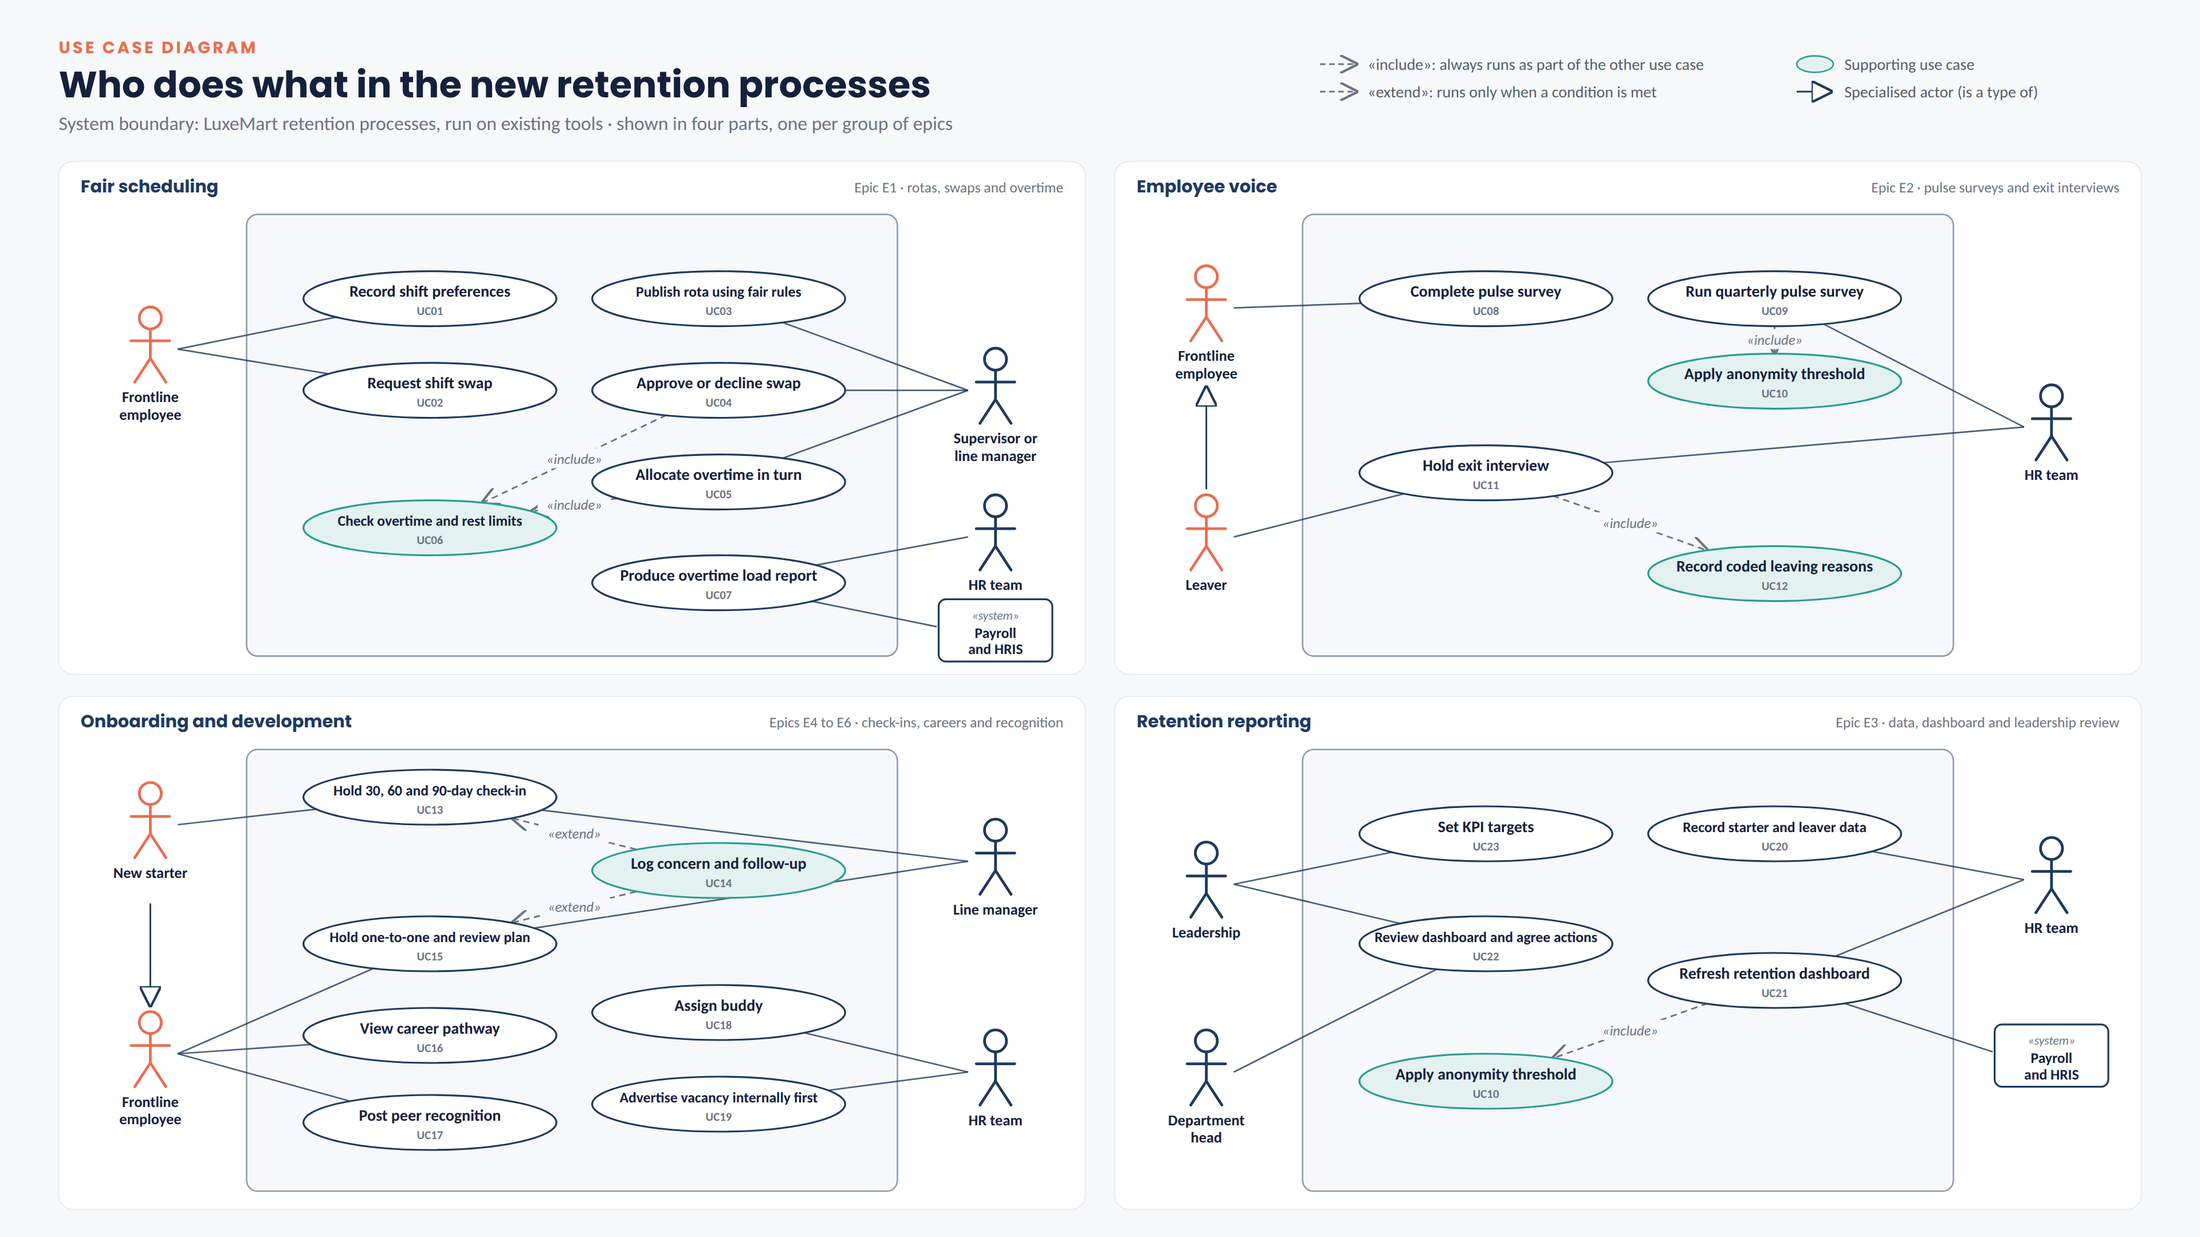 USE CASE DIAGRAM
Who does what in the new retention processes
System boundary: LuxeMart retention processes, run on existing tools · shown in four parts, one per group of epics
«include»: always runs as part of the other use case
«extend»: runs only when a condition is met
Supporting use case
Specialised actor (is a type of)
Fair scheduling
Epic E1 · rotas, swaps and overtime
Record shift preferences
UC01
Publish rota using fair rules
UC03
Frontline
employee
Request shift swap
UC02
Approve or decline swap
UC04
Supervisor or
line manager
«include»
Allocate overtime in turn
UC05
«include»
Check overtime and rest limits
UC06
HR team
Produce overtime load report
UC07
«system»
Payroll
and HRIS
Employee voice
Epic E2 · pulse surveys and exit interviews
Complete pulse survey
UC08
Run quarterly pulse survey
UC09
«include»
Frontline
employee
Apply anonymity threshold
UC10
HR team
Hold exit interview
UC11
«include»
Leaver
Record coded leaving reasons
UC12
Onboarding and development
Epics E4 to E6 · check-ins, careers and recognition
Hold 30, 60 and 90-day check-in
UC13
«extend»
New starter
Log concern and follow-up
UC14
«extend»
Line manager
Hold one-to-one and review plan
UC15
Assign buddy
UC18
View career pathway
UC16
Frontline
employee
Advertise vacancy internally first
UC19
HR team
Post peer recognition
UC17
Retention reporting
Epic E3 · data, dashboard and leadership review
Set KPI targets
UC23
Record starter and leaver data
UC20
Leadership
HR team
Review dashboard and agree actions
UC22
Refresh retention dashboard
UC21
«include»
«system»
Payroll
and HRIS
Apply anonymity threshold
UC10
Department
head